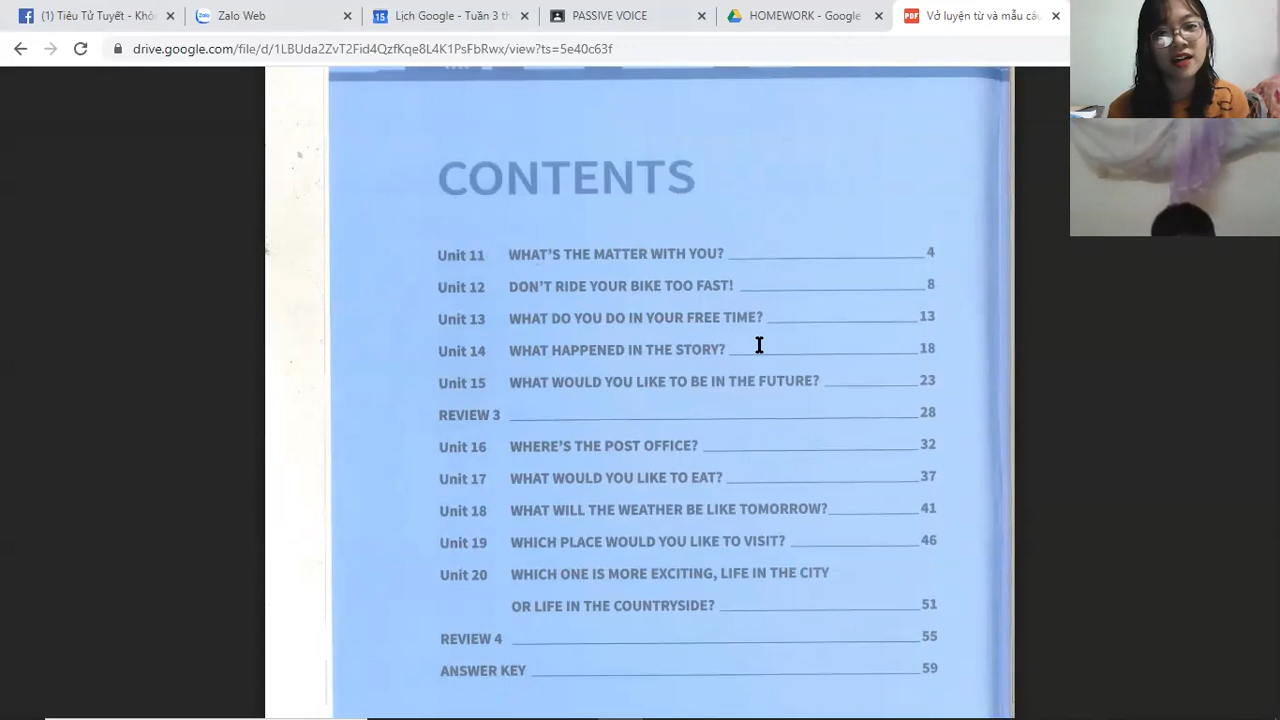 (1) Tiêu Tử Tuyết - Khô
Zalo Web
Lịch Google - Tuần 3 th
PASSIVE VOICE
HOMEWORK - Google
Vở luyện từ và mẫu câu
drive.google.com/file/d/1LBUda2ZvT2Fid4QzfKqe8L4K1PsFbRwx/view?ts=5e40c63f
CONTENTS
Unit 11 WHAT'S THE MATTER WITH YOU? 4
Unit 12 DON'T RIDE YOUR BIKE TOO FAST! 8
Unit 13 WHAT DO YOU DO IN YOUR FREE TIME? 13
Unit 14 WHAT HAPPENED IN THE STORY? 18
Unit 15 WHAT WOULD YOU LIKE TO BE IN THE FUTURE? 23
REVIEW 3 28
Unit 16 WHERE'S THE POST OFFICE? 32
Unit 17 WHAT WOULD YOU LIKE TO EAT? 37
Unit 18 WHAT WILL THE WEATHER BE LIKE TOMORROW? 41
Unit 19 WHICH PLACE WOULD YOU LIKE TO VISIT? 46
Unit 20 WHICH ONE IS MORE EXCITING, LIFE IN THE CITY
OR LIFE IN THE COUNTRYSIDE? 51
REVIEW 4 55
ANSWER KEY 59